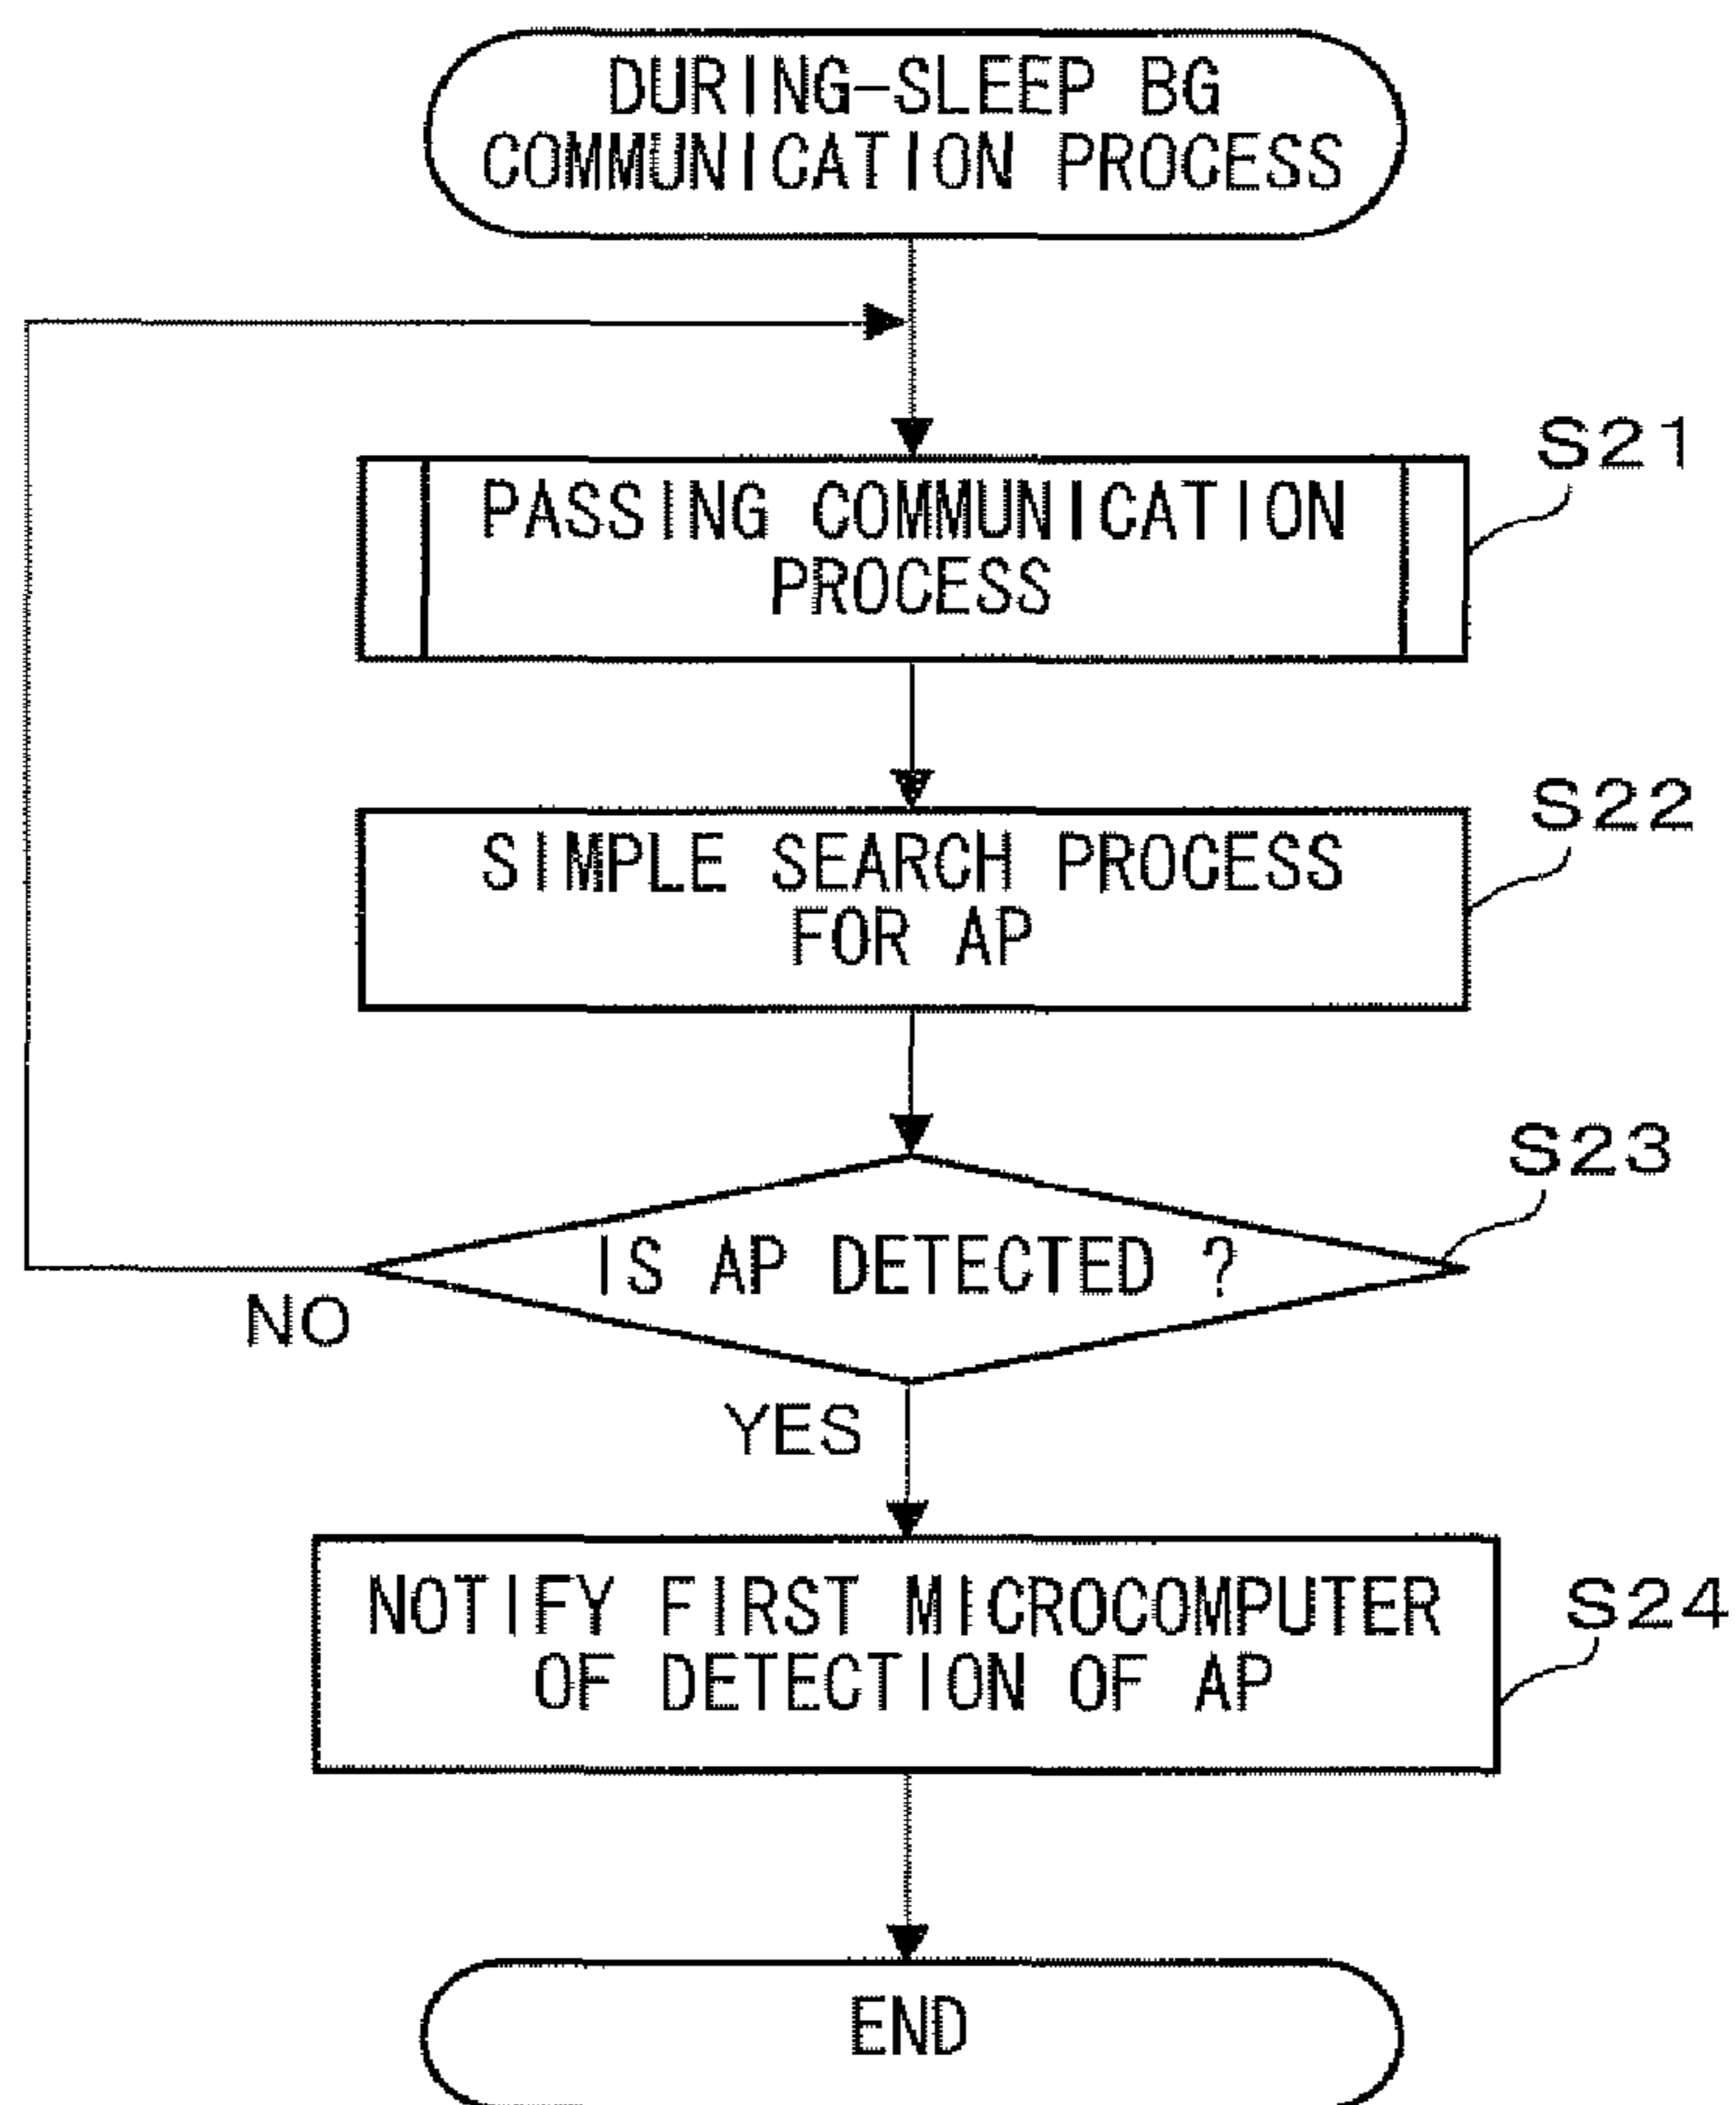 DURING-SLEEP BG
COMMUNICATION PROCESS
S21
PASSING COMMUNICATION
PROCESS
S22
SIMPLE SEARCH PROCESS
FOR AP
S23
IS AP DETECTED ?
NO
YES
S24
NOTIFY FIRST MICROCOMPUTER
OF DETECTION OF AP
END